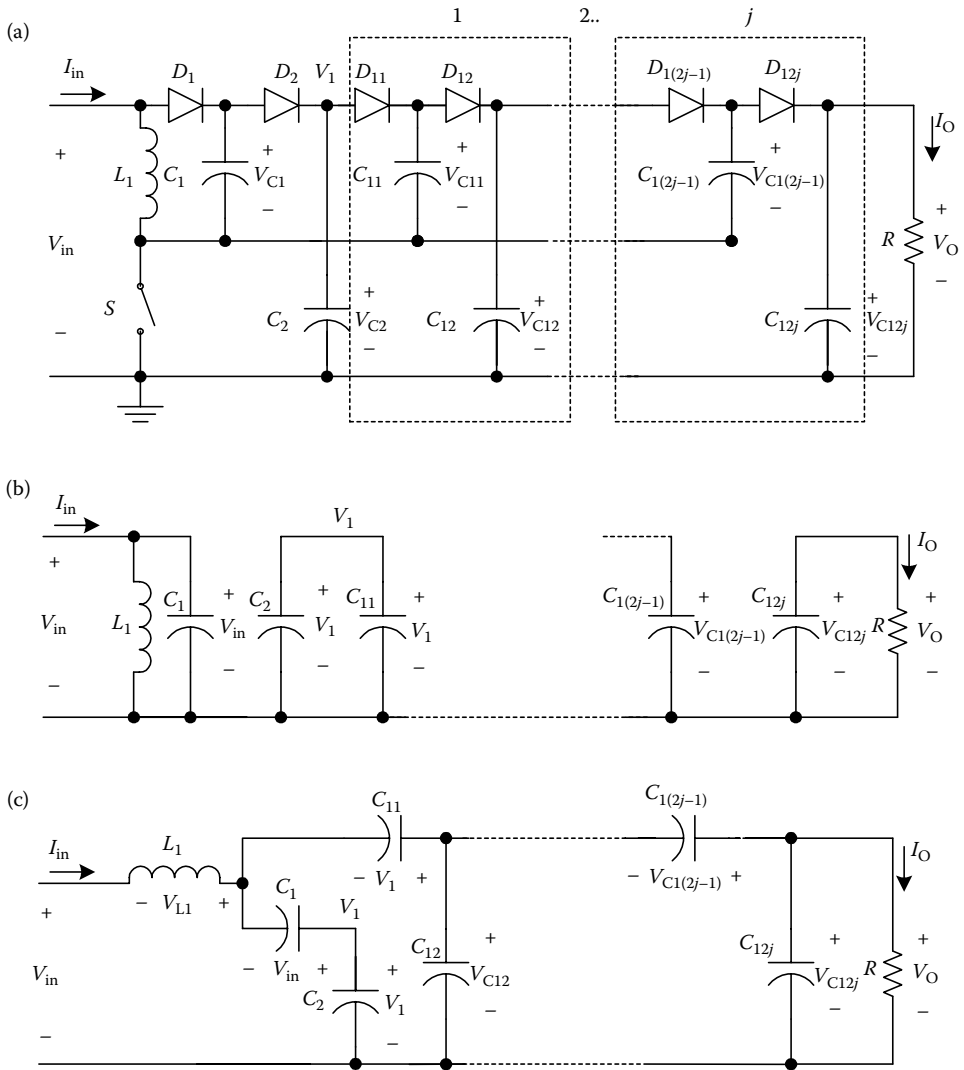 1 2.. j
(a)
I_in D_1 D_2 V_1 D_11 D_12 D_1(2j−1) D_12j I_O
+ L_1 C_1 + V_C1 − C_11 + V_C11 − C_1(2j−1) + V_C1(2j−1) −
V_in R + V_O −
S C_2 + V_C2 − C_12 + V_C12 − C_12j + V_C12j −
−
(b)
I_in V_1 I_O
+ C_1 + C_2 + C_11 + C_1(2j−1) + C_12j + +
V_in L_1 V_in V_1 V_1 V_C1(2j−1) V_C12j R V_O
− − − − − − −
(c)
C_11 C_1(2j−1)
I_in L_1 I_O
− V_1 + − V_C1(2j−1) +
− V_L1 + C_1 V_1
+ − V_in + C_12 + C_12j + +
V_in C_2 + V_1 − V_C12 − V_C12j − R V_O −
−